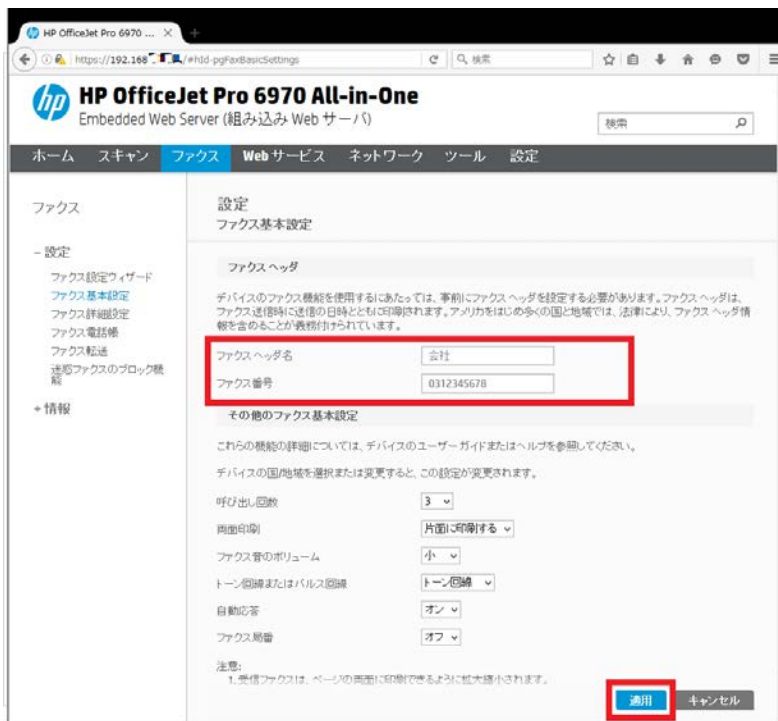 HP OfficeJet Pro 6970 ...
https://192.168
/#hId-pgFaxBasicSettings
検索
HP OfficeJet Pro 6970 All-in-One
Embedded Web Server (組み込み Web サーバ)
検索
ホーム スキャン ファクス Web サービス ネットワーク ツール 設定
ファクス
- 設定
ファクス設定ウィザード
ファクス基本設定
ファクス詳細設定
ファクス電話帳
ファクス転送
迷惑ファクスのブロック機能
+ 情報
設定
ファクス基本設定
ファクス ヘッダ
デバイスのファクス機能を使用するにあたっては、事前にファクス ヘッダを設定する必要があります。ファクス ヘッダは、
ファクス送信時に送信の日時とともに印刷されます。アメリカをはじめ多くの国と地域では、法律により、ファクス ヘッダ情
報を含めることが義務付けられています。
ファクス ヘッダ名 会社
ファクス番号 0312345678
その他のファクス基本設定
これらの機能の詳細については、デバイスのユーザーガイドまたはヘルプを参照してください。
デバイスの国/地域を選択または変更すると、この設定が変更されます。
呼び出し回数 3
両面印刷 片面に印刷する
ファクス音のボリューム 小
トーン回線またはパルス回線 トーン回線
自動応答 オン
ファクス局番 オフ
注意:
1. 受信ファクスは、ページの両面に印刷できるように拡大縮小されます。
適用 キャンセル